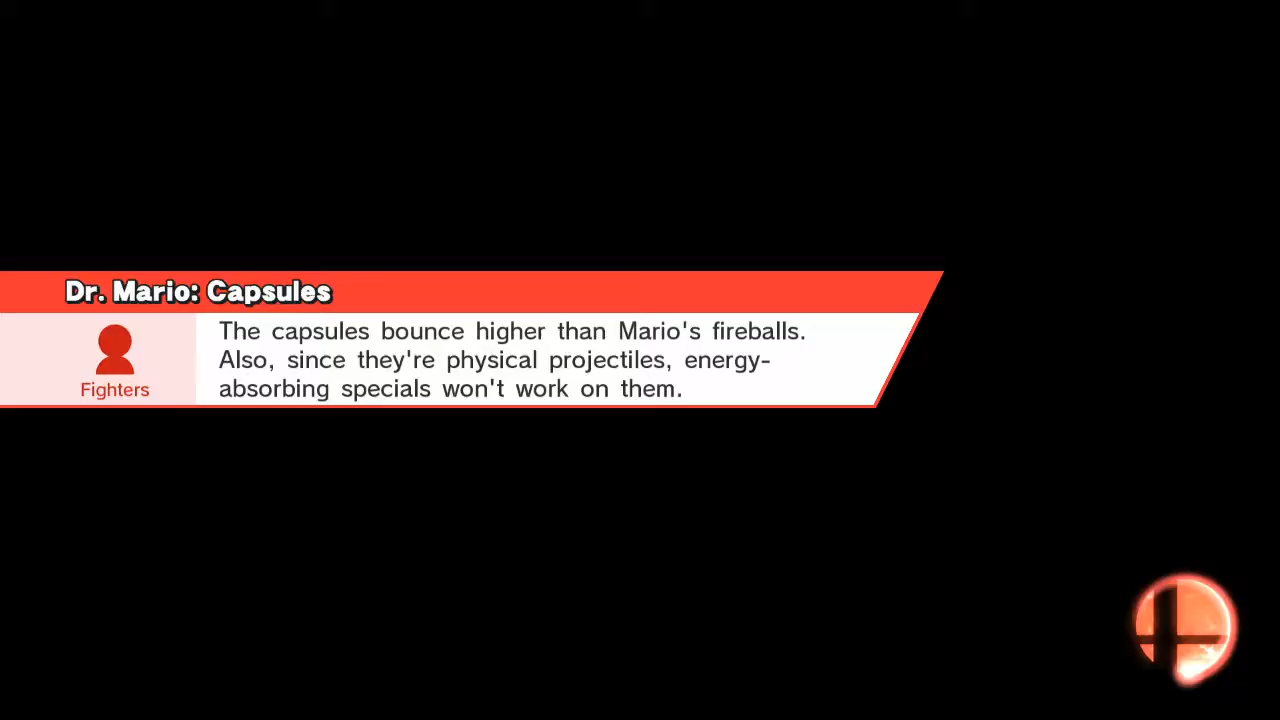 Dr. Mario: Capsules
The capsules bounce higher than Mario's fireballs.
Also, since they're physical projectiles, energy-
absorbing specials won't work on them.
Fighters